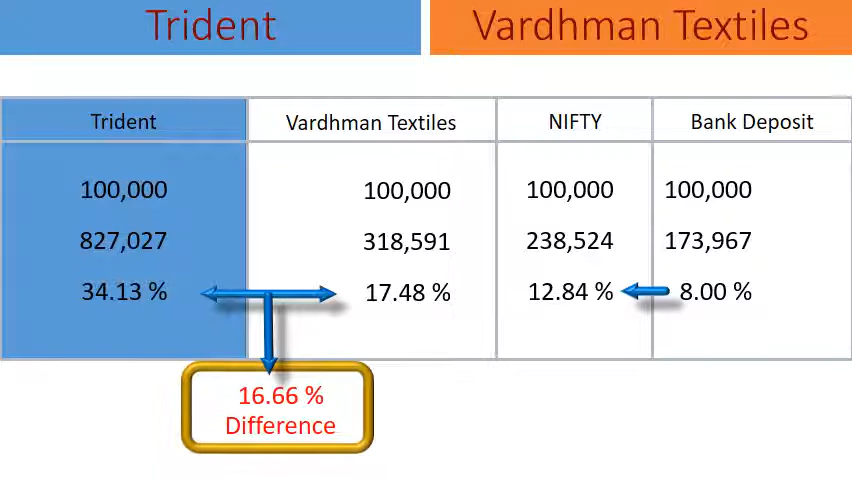 Trident Vardhman Textiles
Trident Vardhman Textiles NIFTY Bank Deposit
100,000 100,000 100,000 100,000
827,027 318,591 238,524 173,967
34.13 % 17.48 % 12.84 % 8.00 %
16.66 %
Difference